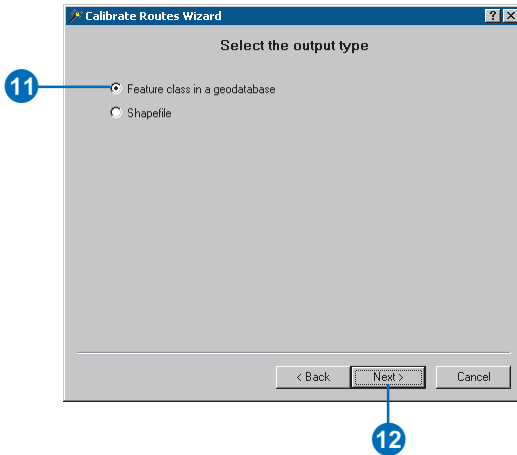 Calibrate Routes Wizard
Select the output type
11
Feature class in a geodatabase
Shapefile
< Back
Next >
Cancel
12